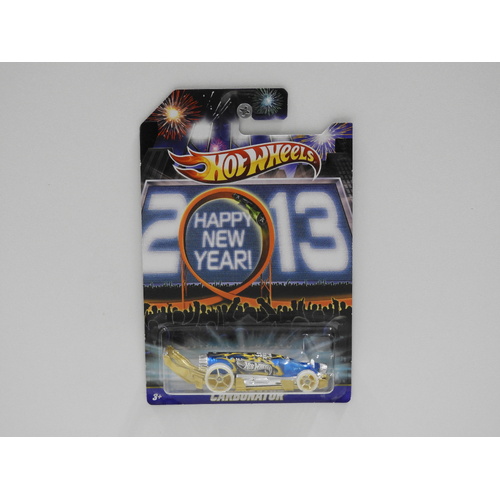 HOT WHEELS
2013
HAPPY
NEW
YEAR!
3+
CARBONATOR